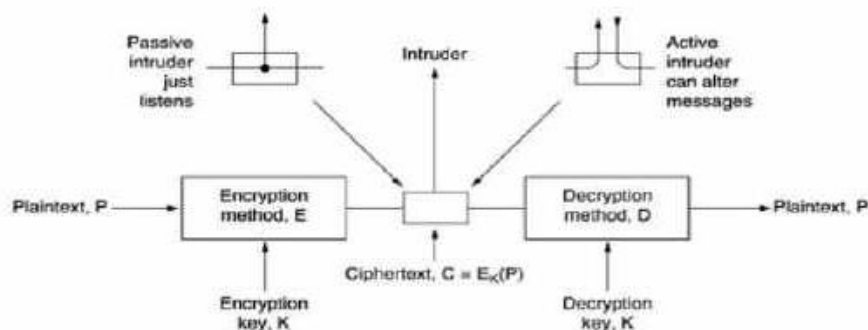 Passive
intruder
just
listens
Intruder
Active
intruder
can alter
messages
Plaintext, P
Encryption
method, E
Decryption
method, D
Plaintext, P
Ciphertext, C = E_K(P)
Encryption
key, K
Decryption
key, K